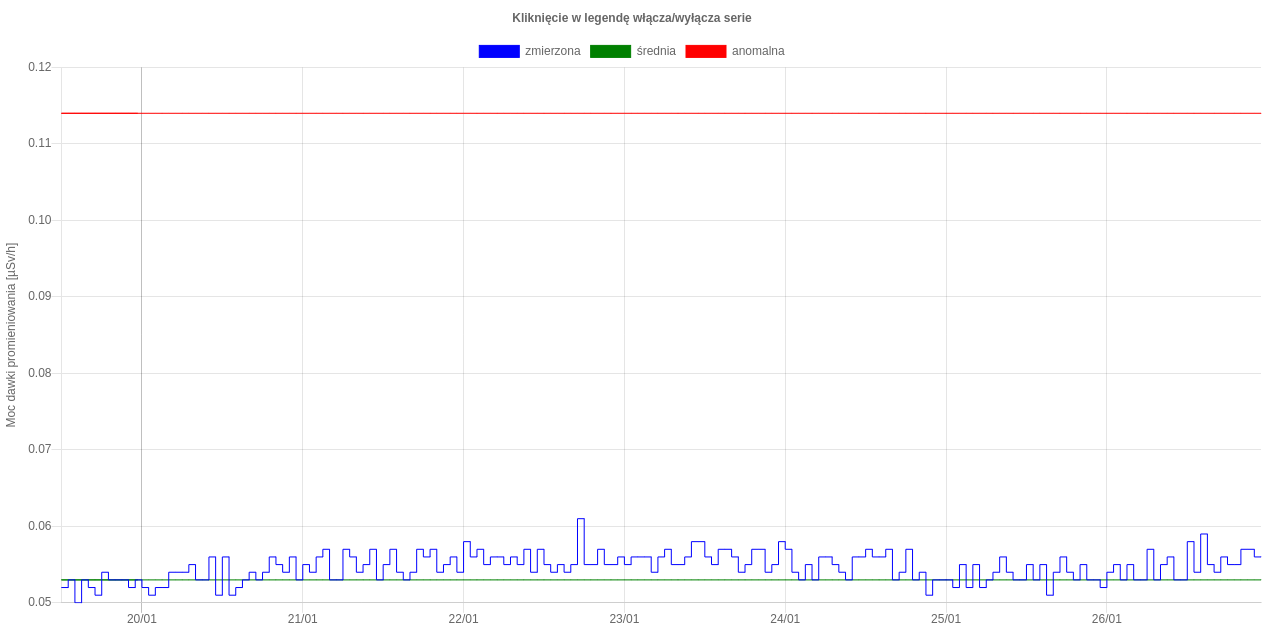 Kliknięcie w legendę włącza/wyłącza serie
zmierzona średnia anomalna
Moc dawki promieniowania [µSv/h]
0.12
0.11
0.10
0.09
0.08
0.07
0.06
0.05
20/01 21/01 22/01 23/01 24/01 25/01 26/01